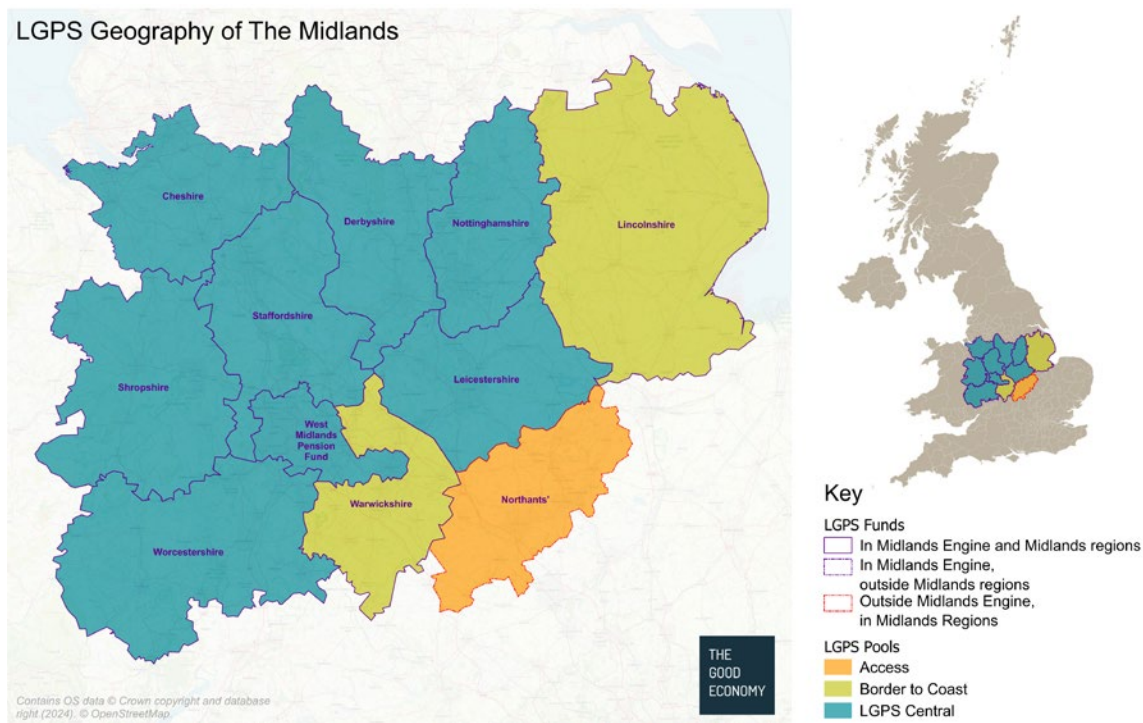 LGPS Geography of The Midlands
Cheshire
Derbyshire
Nottinghamshire
Lincolnshire
Staffordshire
Shropshire
Leicestershire
West
Midlands
Pension
Fund
Warwickshire
Northants'
Worcestershire
THE
GOOD
ECONOMY
Contains OS data © Crown copyright and database
right (2024). © OpenStreetMap.
Key
LGPS Funds
In Midlands Engine and Midlands regions
In Midlands Engine,
outside Midlands regions
Outside Midlands Engine,
in Midlands Regions
LGPS Pools
Access
Border to Coast
LGPS Central